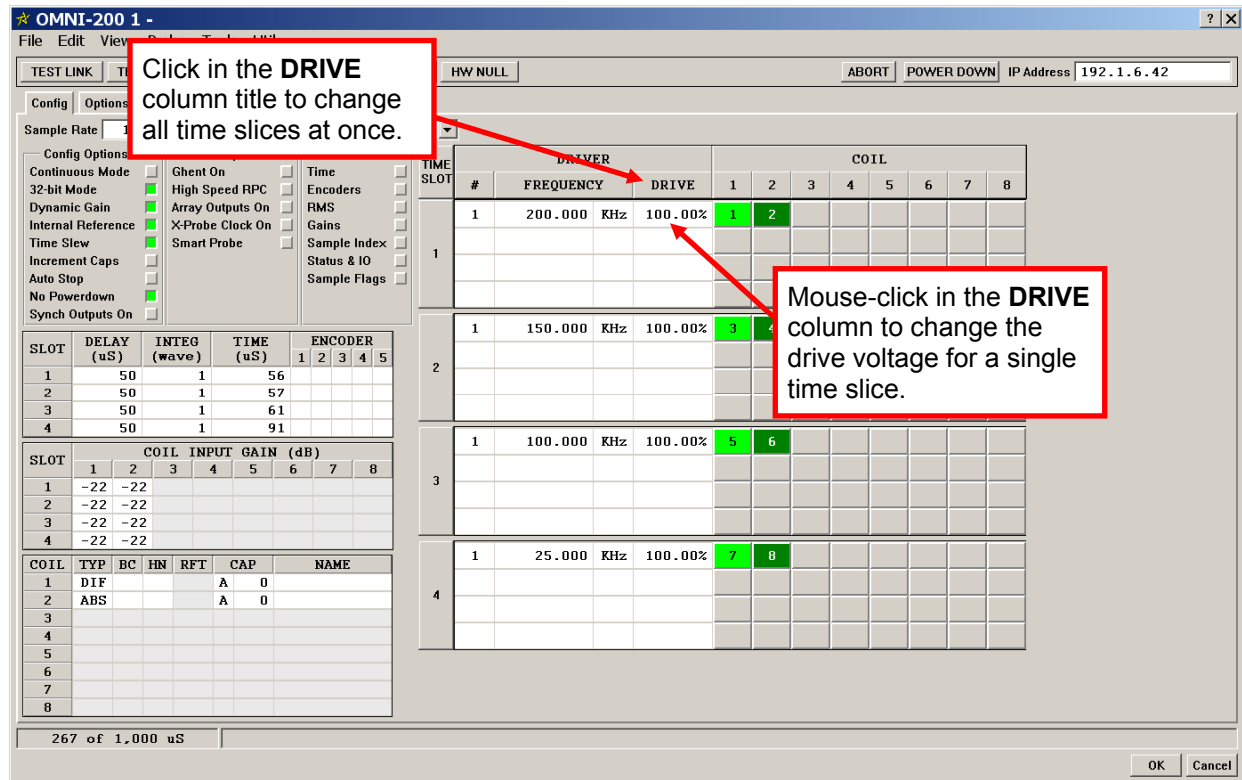 OMNI-200 1 -
File Edit View
TEST LINK HW NULL ABORT POWER DOWN IP Address 192.1.6.42
Click in the DRIVE
column title to change
all time slices at once.
Config Options
Sample Rate
Config Options
Continuous Mode Ghent On Time
32-bit Mode High Speed RPC Encoders
Dynamic Gain Array Outputs On RMS
Internal Reference X-Probe Clock On Gains
Time Slew Smart Probe Sample Index
Increment Caps Status & IO
Auto Stop Sample Flags
No Powerdown
Synch Outputs On
SLOT DELAY (uS) INTEG (wave) TIME (uS) ENCODER 1 2 3 4 5
1 50 1 56
2 50 1 57
3 50 1 61
4 50 1 91
SLOT COIL INPUT GAIN (dB)
1 2 3 4 5 6 7 8
1 -22 -22
2 -22 -22
3 -22 -22
4 -22 -22
COIL TYP BC HN RFT CAP NAME
1 DIF A 0
2 ABS A 0
3
4
5
6
7
8
TIME SLOT DRIVER COIL
# FREQUENCY DRIVE 1 2 3 4 5 6 7 8
1 1 200.000 KHz 100.00% 1 2
2 1 150.000 KHz 100.00% 3
3 1 100.000 KHz 100.00% 5 6
4 1 25.000 KHz 100.00% 7 8
Mouse-click in the DRIVE
column to change the
drive voltage for a single
time slice.
267 of 1,000 uS
OK Cancel